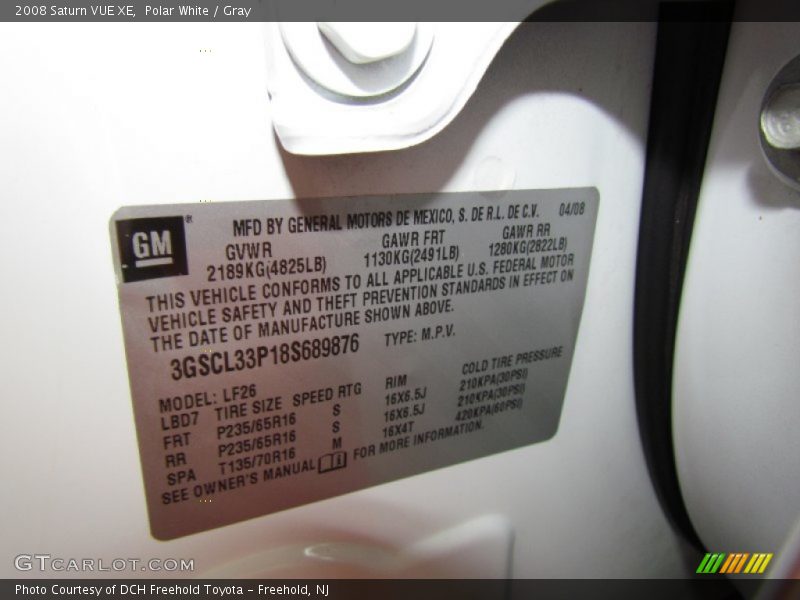 2008 Saturn VUE XE, Polar White / Gray
GM ®
MFD BY GENERAL MOTORS DE MEXICO, S. DE R.L. DE C.V. 04/08
GVWR GAWR FRT GAWR RR
2189KG(4825LB) 1130KG(2491LB) 1280KG(2822LB)
THIS VEHICLE CONFORMS TO ALL APPLICABLE U.S. FEDERAL MOTOR
VEHICLE SAFETY AND THEFT PREVENTION STANDARDS IN EFFECT ON
THE DATE OF MANUFACTURE SHOWN ABOVE.
3GSCL33P18S689876 TYPE: M.P.V.
MODEL: LF26
LBD7 TIRE SIZE SPEED RTG RIM COLD TIRE PRESSURE
FRT P235/65R16 S 16X6.5J 210KPA(30PSI)
RR P235/65R16 S 16X6.5J 210KPA(30PSI)
SPA T135/70R16 M 16X4T 420KPA(60PSI)
SEE OWNER'S MANUAL i FOR MORE INFORMATION.
GTCARLOT.COM
Photo Courtesy of DCH Freehold Toyota - Freehold, NJ